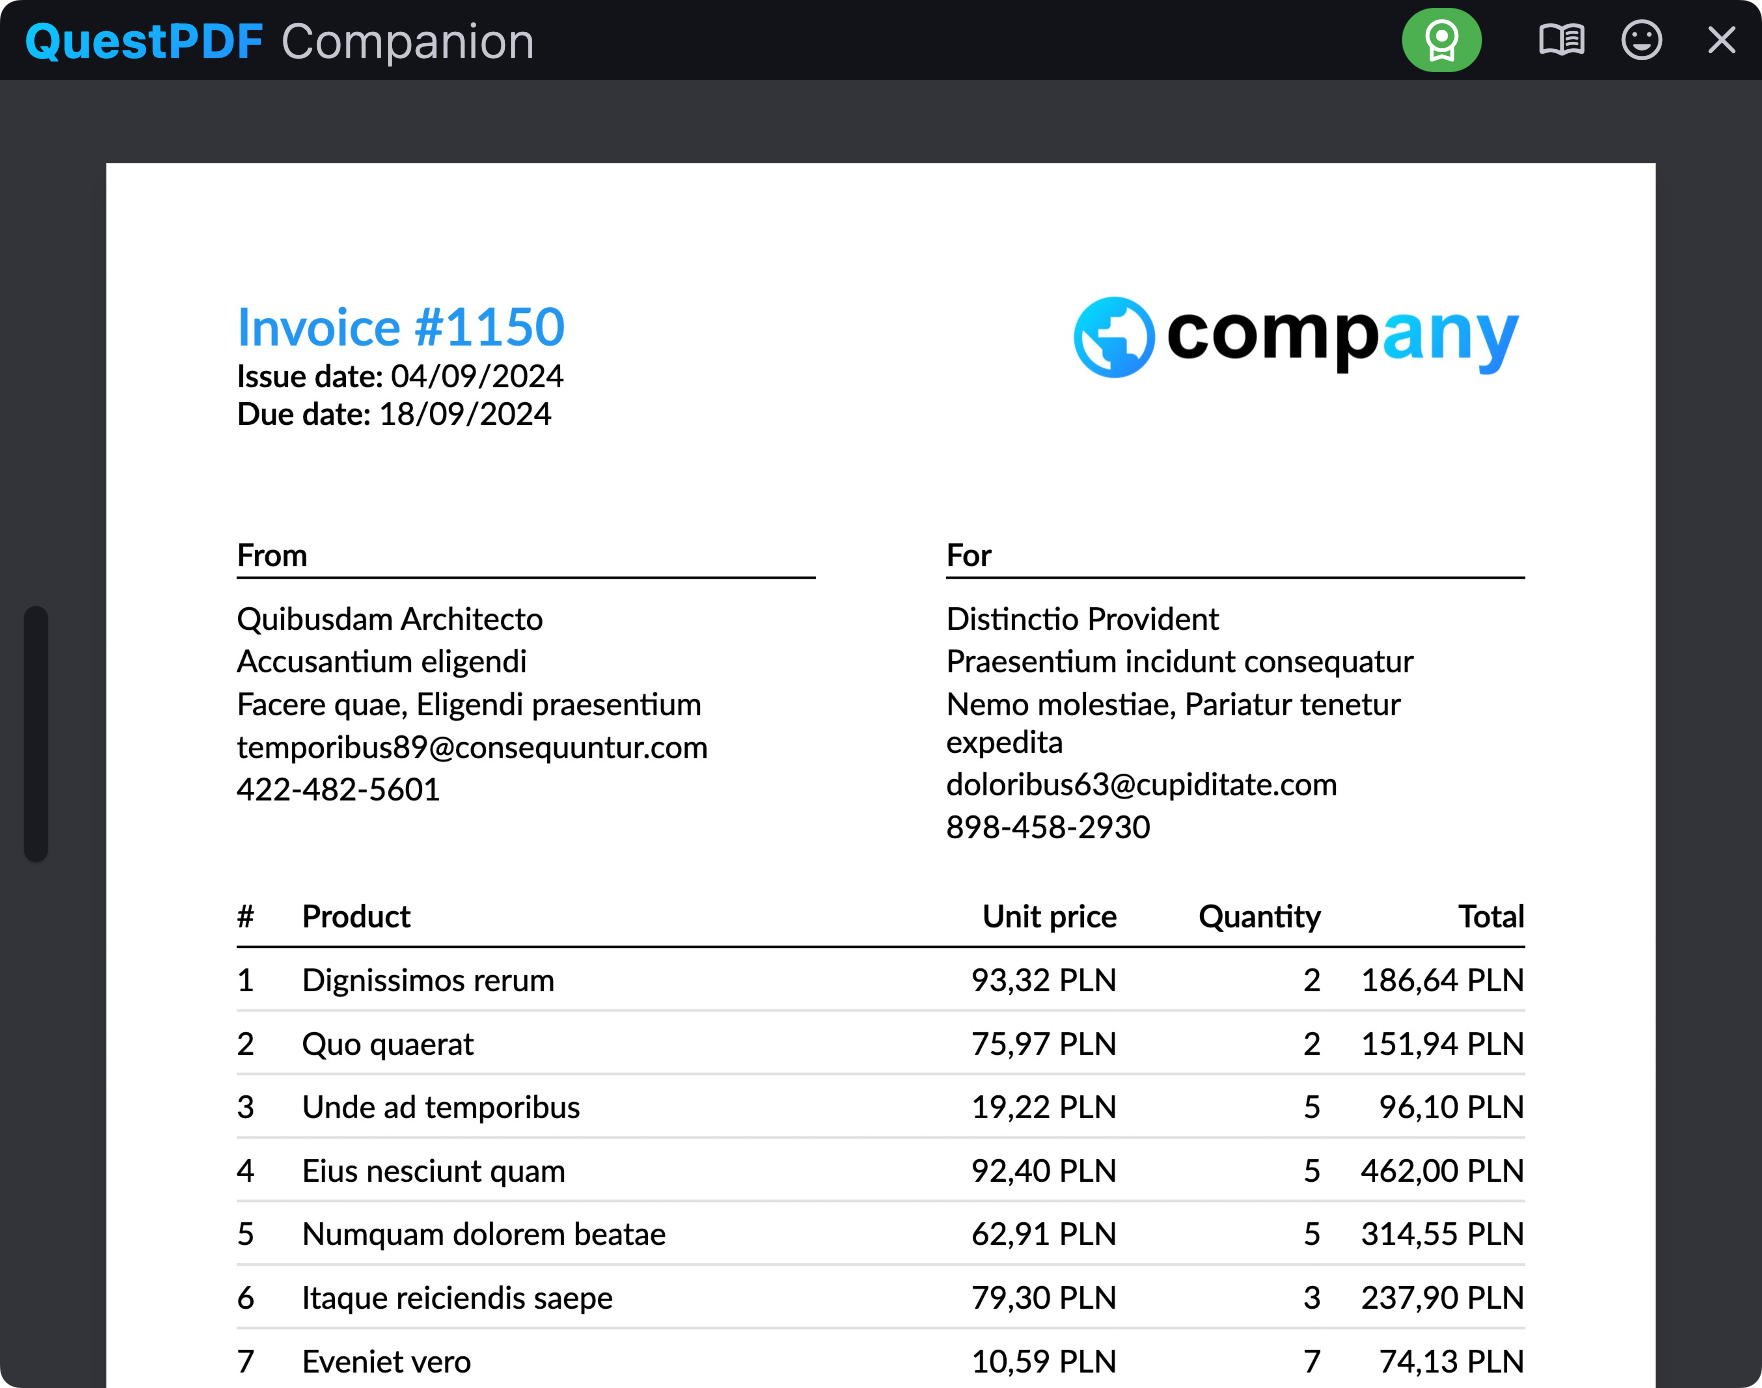 QuestPDF Companion
Invoice #1150
company
Issue date: 04/09/2024
Due date: 18/09/2024
From
Quibusdam Architecto
Accusantium eligendi
Facere quae, Eligendi praesentium
temporibus89@consequuntur.com
422-482-5601
For
Distinctio Provident
Praesentium incidunt consequatur
Nemo molestiae, Pariatur tenetur
expedita
doloribus63@cupiditate.com
898-458-2930
# Product Unit price Quantity Total
1 Dignissimos rerum 93,32 PLN 2 186,64 PLN
2 Quo quaerat 75,97 PLN 2 151,94 PLN
3 Unde ad temporibus 19,22 PLN 5 96,10 PLN
4 Eius nesciunt quam 92,40 PLN 5 462,00 PLN
5 Numquam dolorem beatae 62,91 PLN 5 314,55 PLN
6 Itaque reiciendis saepe 79,30 PLN 3 237,90 PLN
7 Eveniet vero 10,59 PLN 7 74,13 PLN